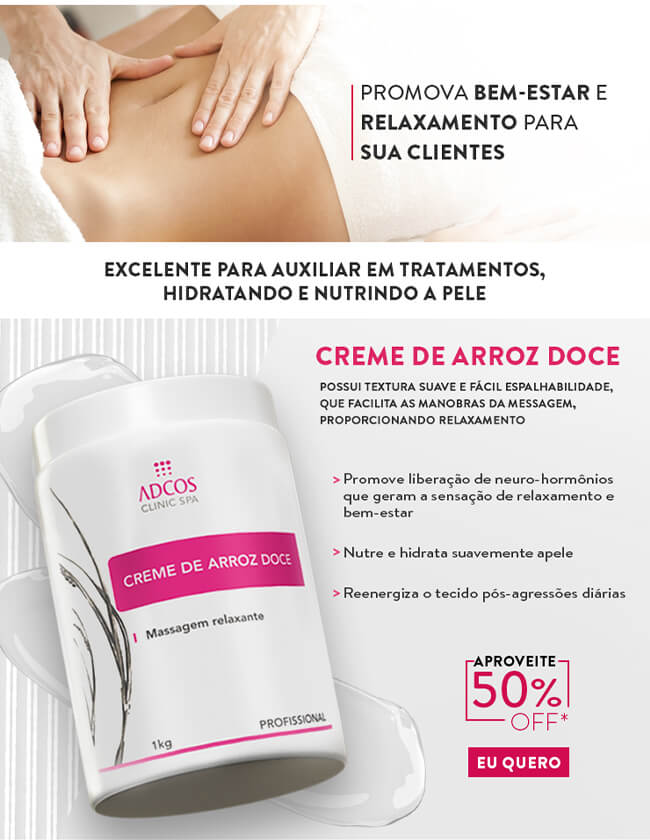 PROMOVA BEM-ESTAR E
RELAXAMENTO PARA
SUA CLIENTES
EXCELENTE PARA AUXILIAR EM TRATAMENTOS,
HIDRATANDO E NUTRINDO A PELE
CREME DE ARROZ DOCE
POSSUI TEXTURA SUAVE E FÁCIL ESPALHABILIDADE,
QUE FACILITA AS MANOBRAS DA MESSAGEM,
PROPORCIONANDO RELAXAMENTO
> Promove liberação de neuro-hormônios
que geram a sensação de relaxamento e
bem-estar
> Nutre e hidrata suavemente apele
> Reenergiza o tecido pós-agressões diárias
ADCOS
CLINIC SPA
CREME DE ARROZ DOCE
Massagem relaxante
1kg
PROFISSIONAL
APROVEITE
50%
OFF*
EU QUERO